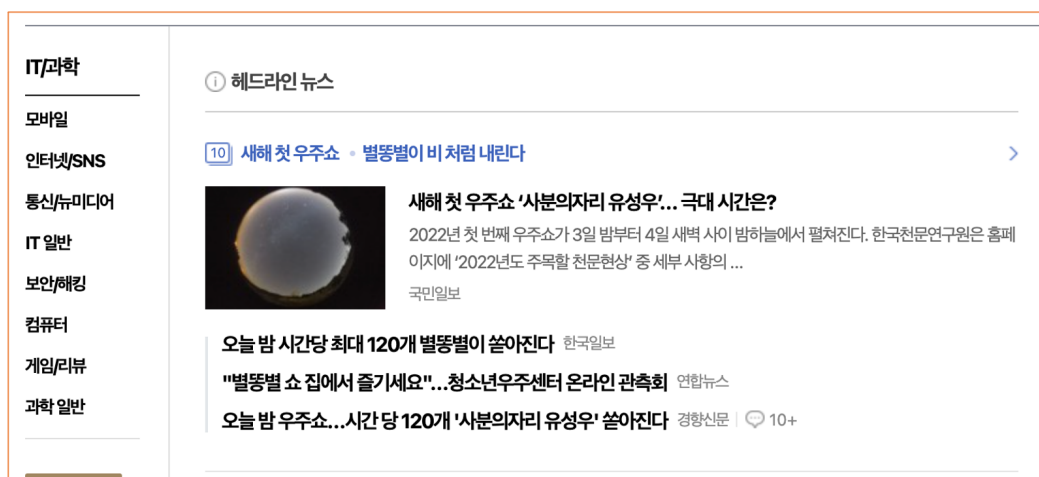 IT/과학
모바일
인터넷/SNS
통신/뉴미디어
IT 일반
보안/해킹
컴퓨터
게임/리뷰
과학 일반
헤드라인 뉴스
10 새해 첫 우주쇼 • 별똥별이 비 처럼 내린다
새해 첫 우주쇼 ‘사분의자리 유성우’… 극대 시간은?
2022년 첫 번째 우주쇼가 3일 밤부터 4일 새벽 사이 밤하늘에서 펼쳐진다. 한국천문연구원은 홈페
이지에 ‘2022년도 주목할 천문현상’ 중 세부 사항의 …
국민일보
오늘 밤 시간당 최대 120개 별똥별이 쏟아진다 한국일보
"별똥별 쇼 집에서 즐기세요"…청소년우주센터 온라인 관측회 연합뉴스
오늘 밤 우주쇼…시간 당 120개 '사분의자리 유성우' 쏟아진다 경향신문 10+